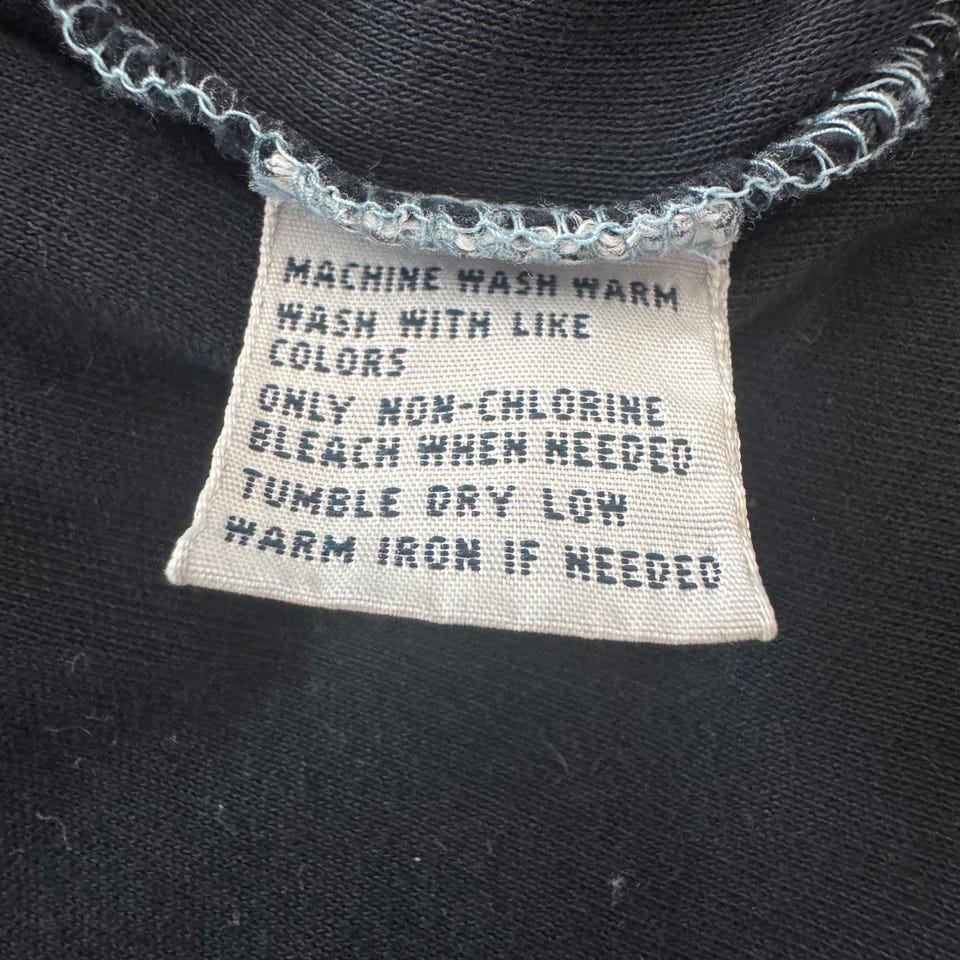 MACHINE WASH WARM
WASH WITH LIKE
COLORS
ONLY NON-CHLORINE
BLEACH WHEN NEEDED
TUMBLE DRY LOW
WARM IRON IF NEEDED